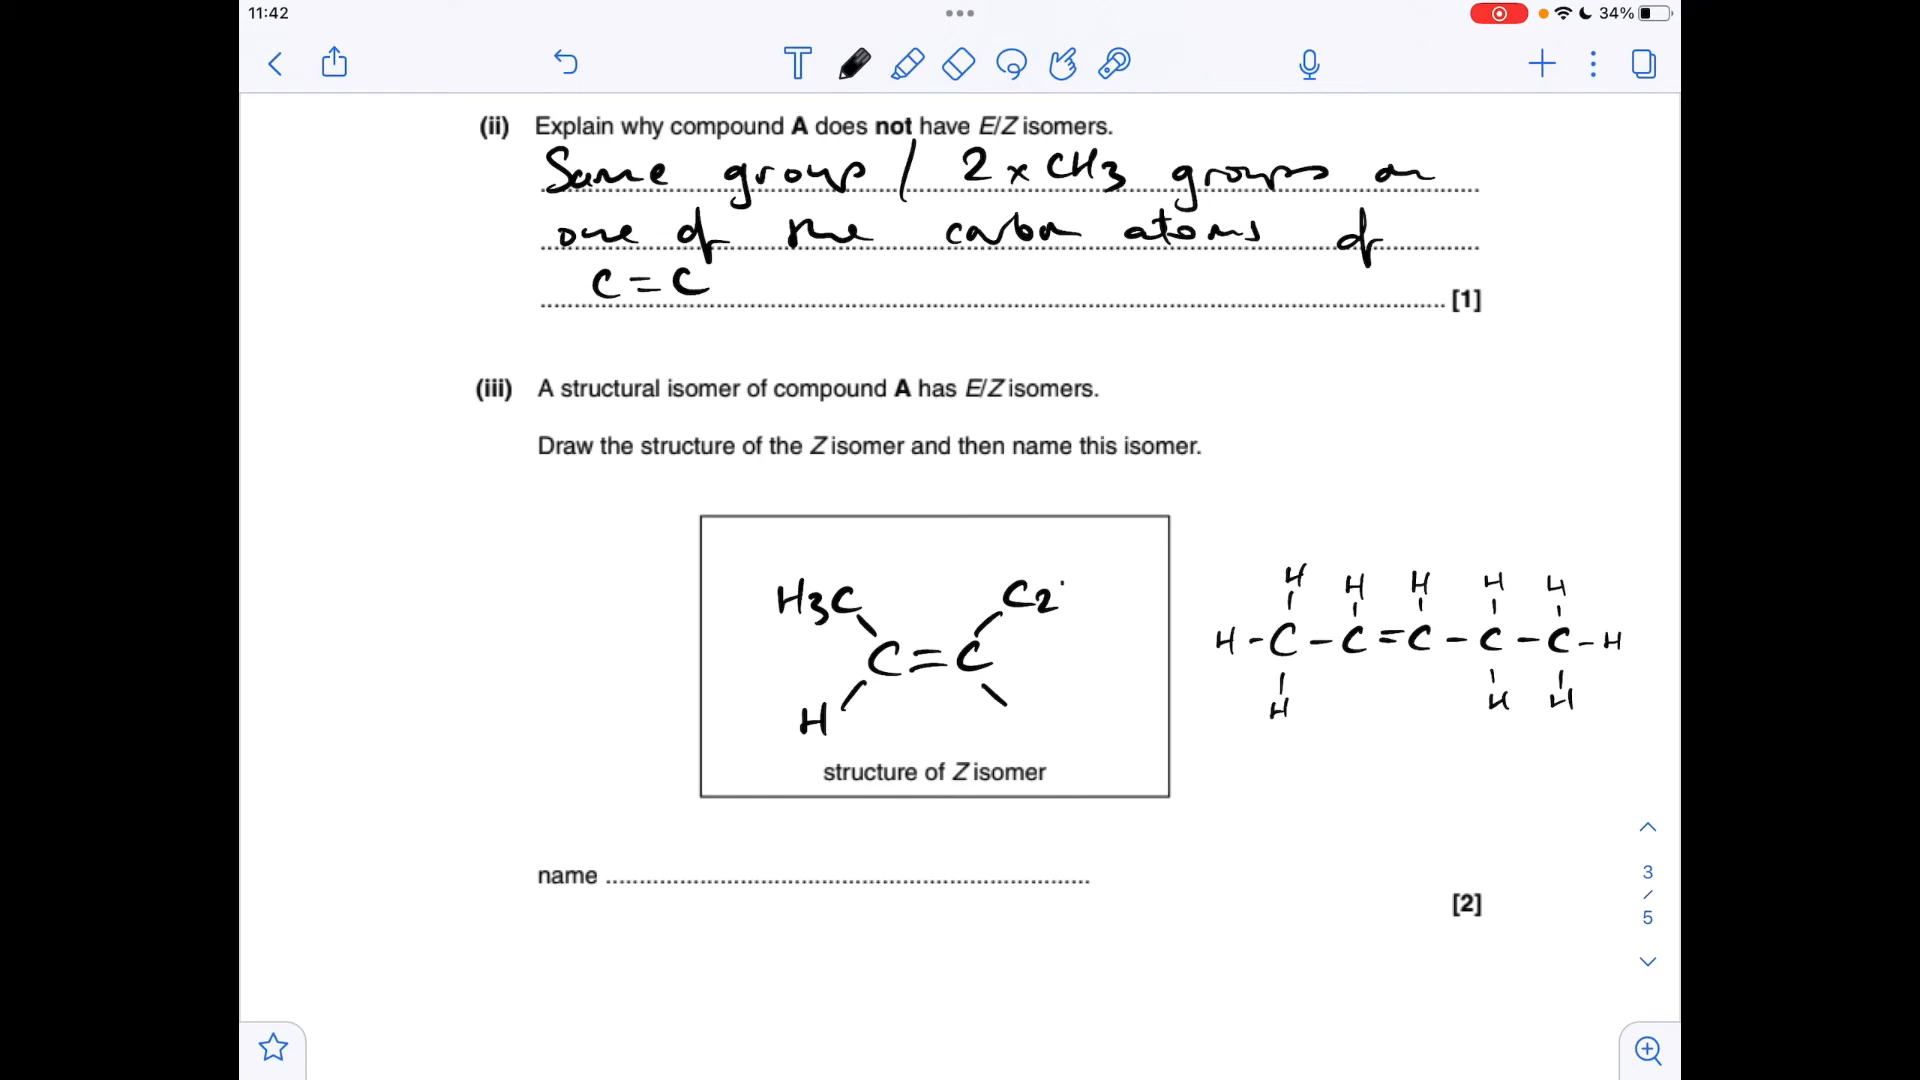 11:42
34%
(ii) Explain why compound A does not have E/Z isomers.
Same group / 2 x CH3 groups on
one of the carbon atoms of
C = C
[1]
(iii) A structural isomer of compound A has E/Z isomers.
Draw the structure of the Z isomer and then name this isomer.
H H H H H
H3C C2
H - C - C = C - C - C - H
C = C
H H H
H
structure of Z isomer
3
/
5
name
[2]